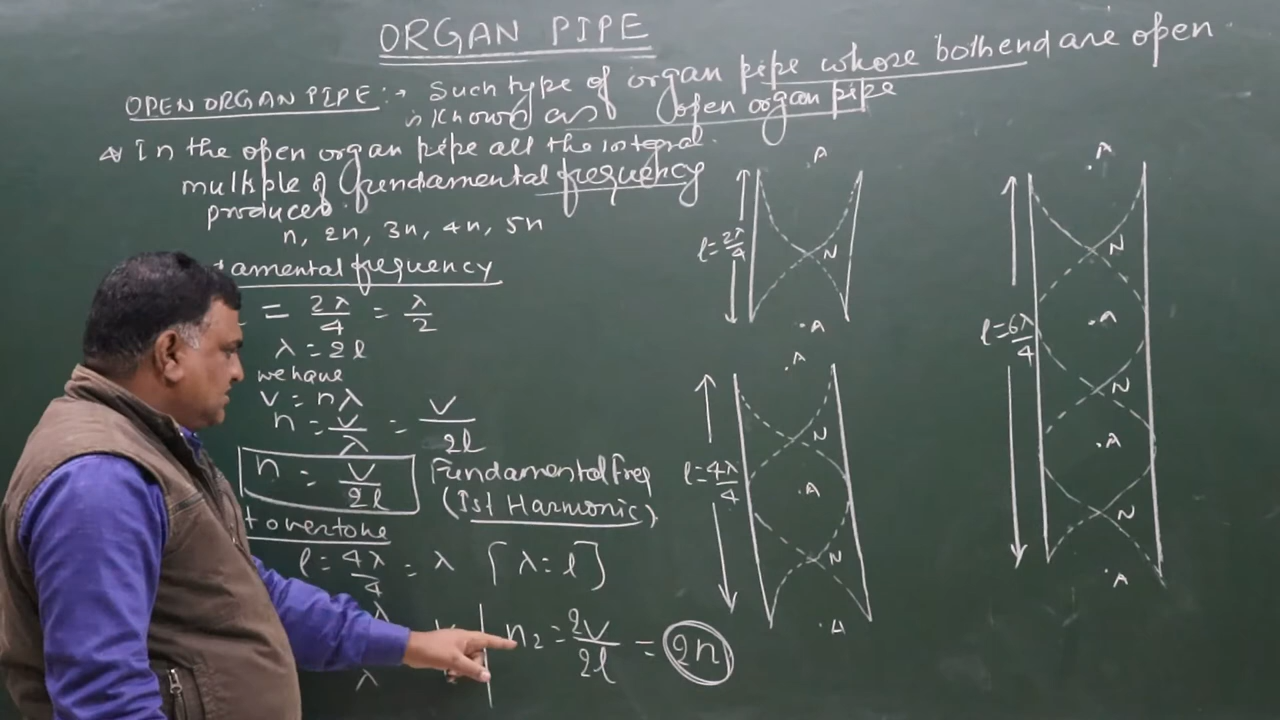 ORGAN PIPE
OPEN ORGAN PIPE :→ Such type of organ pipe whose both end are open
is known as open organ pipe
In the open organ pipe all the integral
multiple of fundamental frequency
produced.
n, 2n, 3n, 4n, 5n
tamental frequency
= 2λ/4 = λ/2
λ = 2l
we have
v = nλ
n = v/λ = v/2l
n = v/2l Fundamental Freq
(Ist Harmonic)
t overtone
l = 4λ/4 = λ [λ = l]
n2 = 2v/2l = 2n
λ
A
l = 2λ/4
N
A
A
N
l = 4λ/4
A
N
A
A
N
l = 6λ/4
A
N
A
N
A